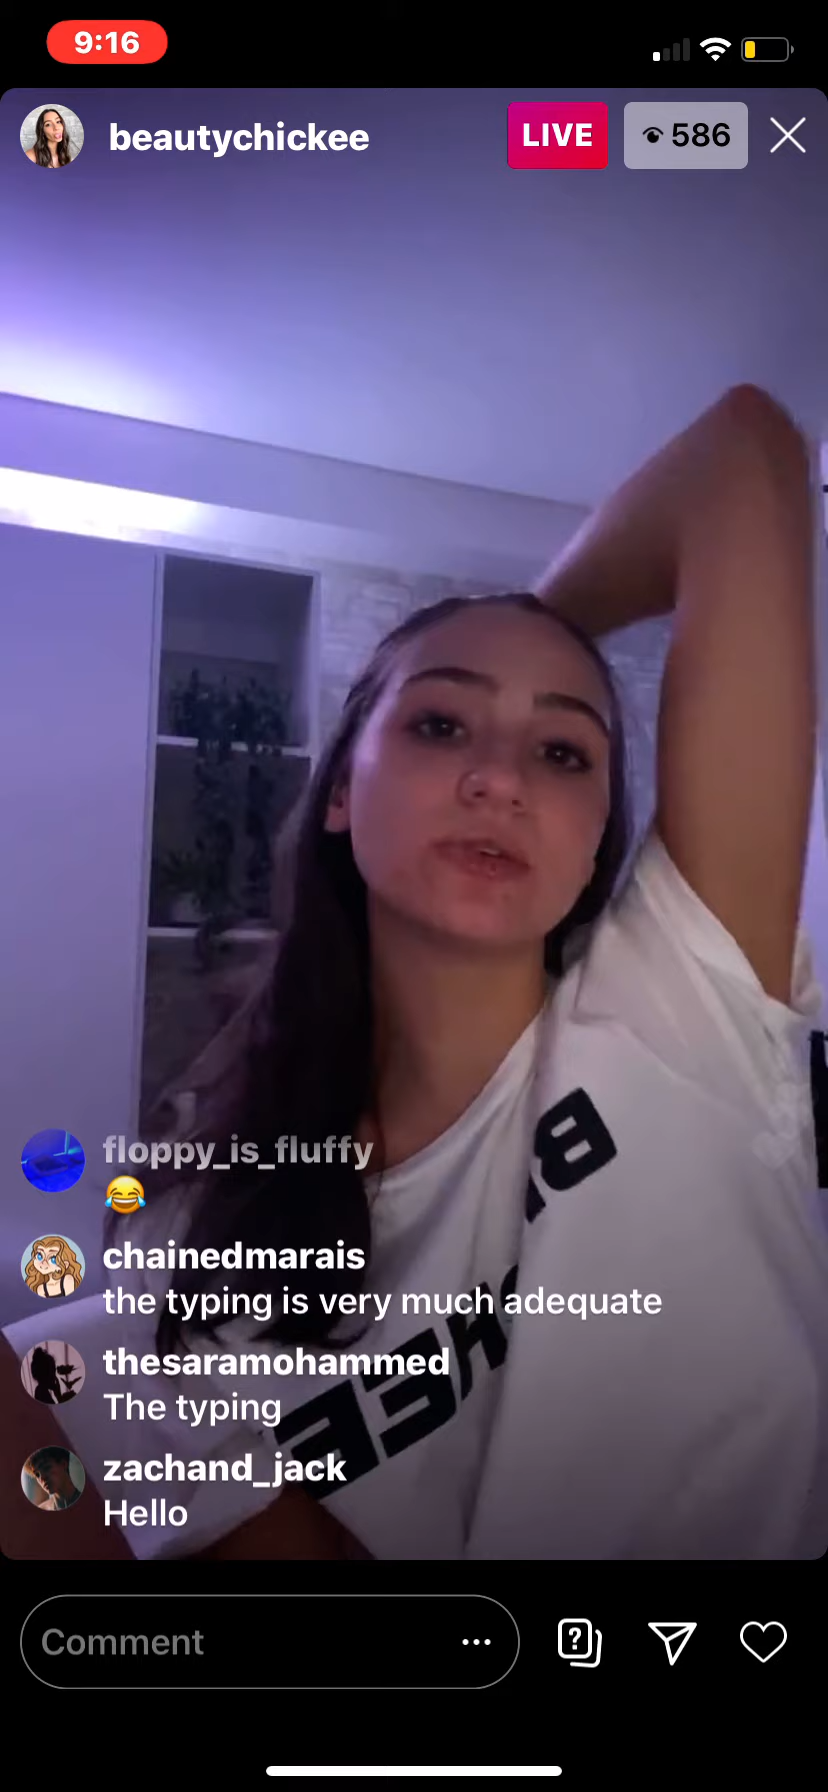 9:16
beautychickee
LIVE
586
floppy_is_fluffy
😂
chainedmarais
the typing is very much adequate
thesaramohammed
The typing
zachand_jack
Hello
Comment